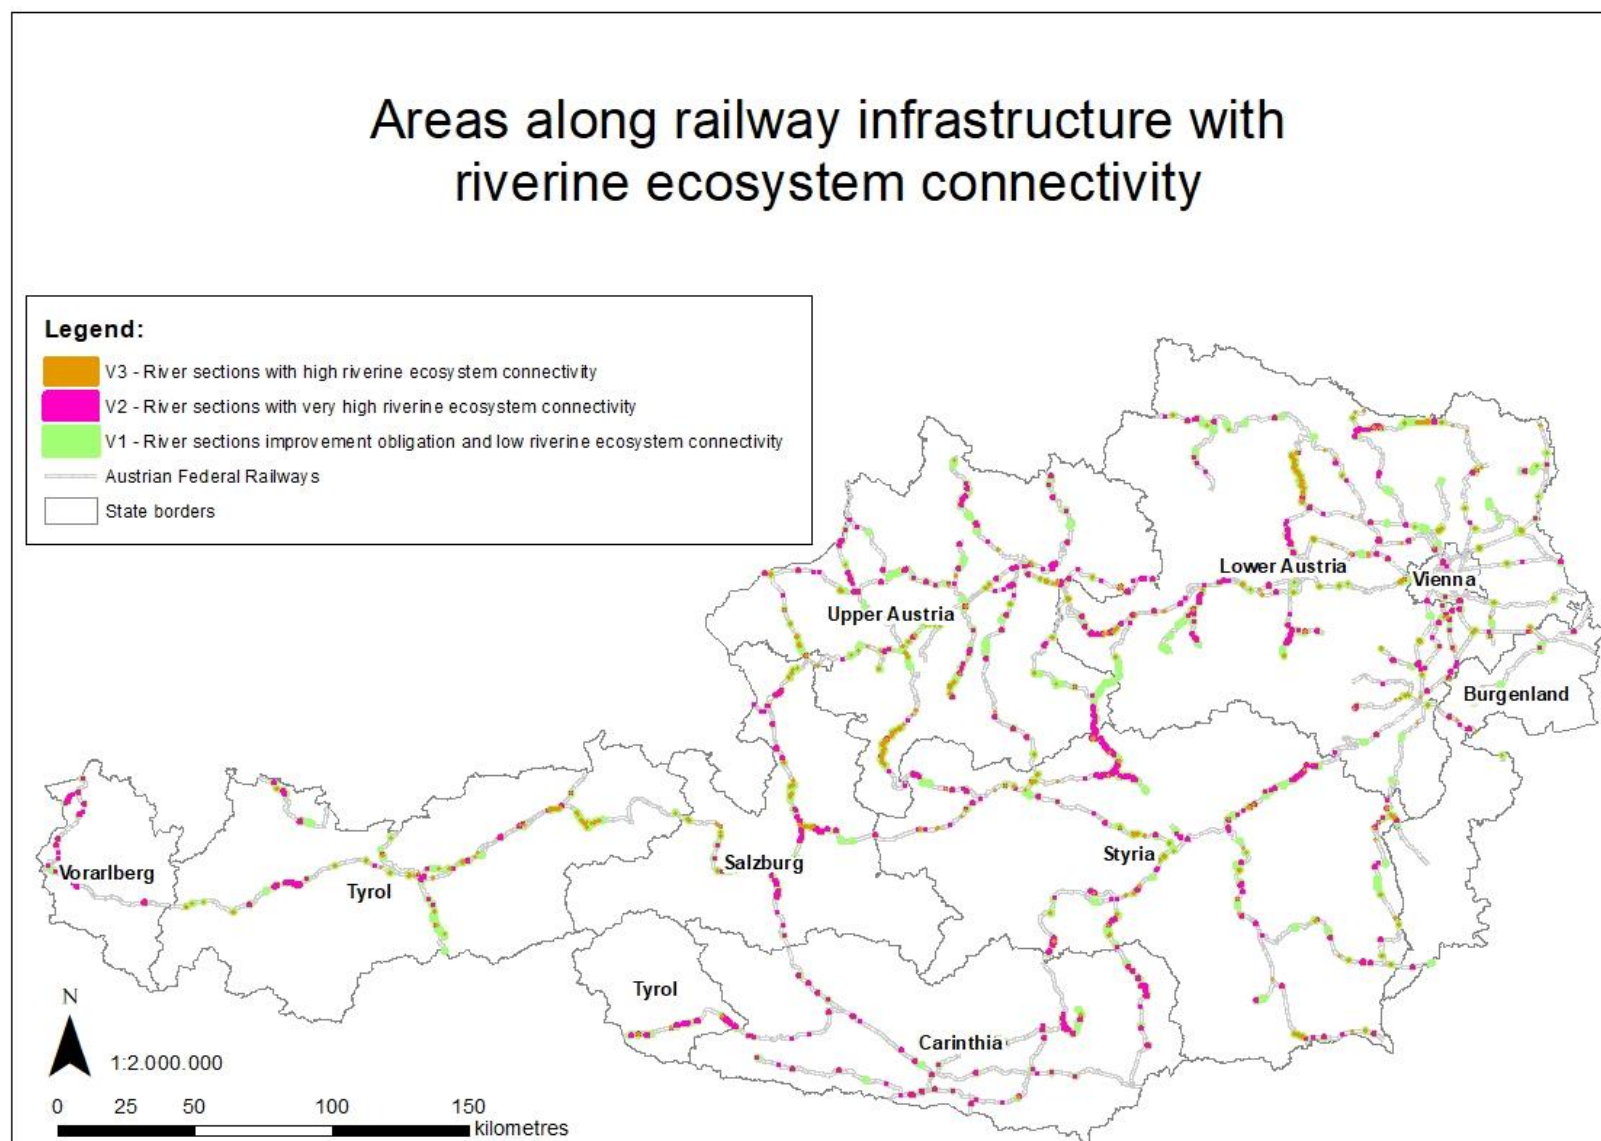 Areas along railway infrastructure with
riverine ecosystem connectivity
Legend:
V3 - River sections with high riverine ecosystem connectivity
V2 - River sections with very high riverine ecosystem connectivity
V1 - River sections improvement obligation and low riverine ecosystem connectivity
Austrian Federal Railways
State borders
Lower Austria
Vienna
Upper Austria
Burgenland
Styria
Salzburg
Vorarlberg
Tyrol
Tyrol
Carinthia
N
1:2.000.000
0 25 50 100 150
kilometres